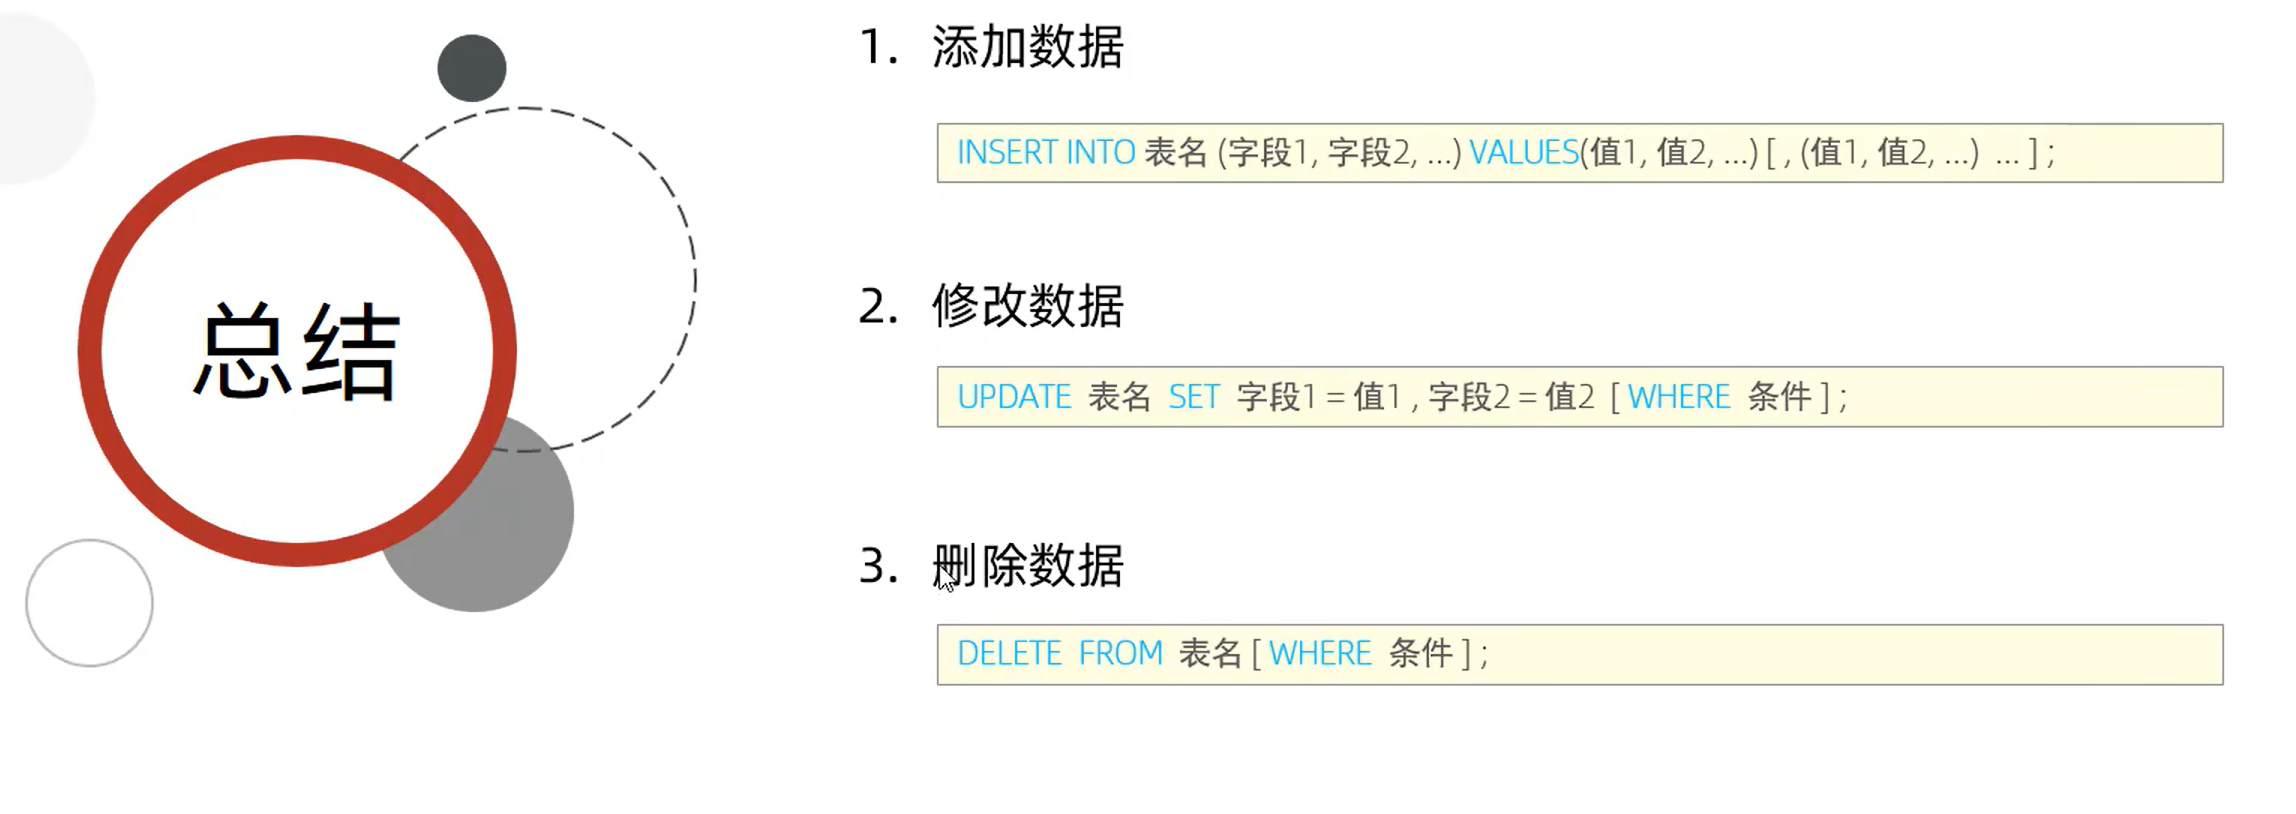 总结
1. 添加数据
INSERT INTO 表名 (字段1, 字段2, ...) VALUES(值1, 值2, ...) [ , (值1, 值2, ...) ... ] ;
2. 修改数据
UPDATE 表名 SET 字段1 = 值1 , 字段2 = 值2 [ WHERE 条件 ] ;
3. 删除数据
DELETE FROM 表名 [ WHERE 条件 ] ;